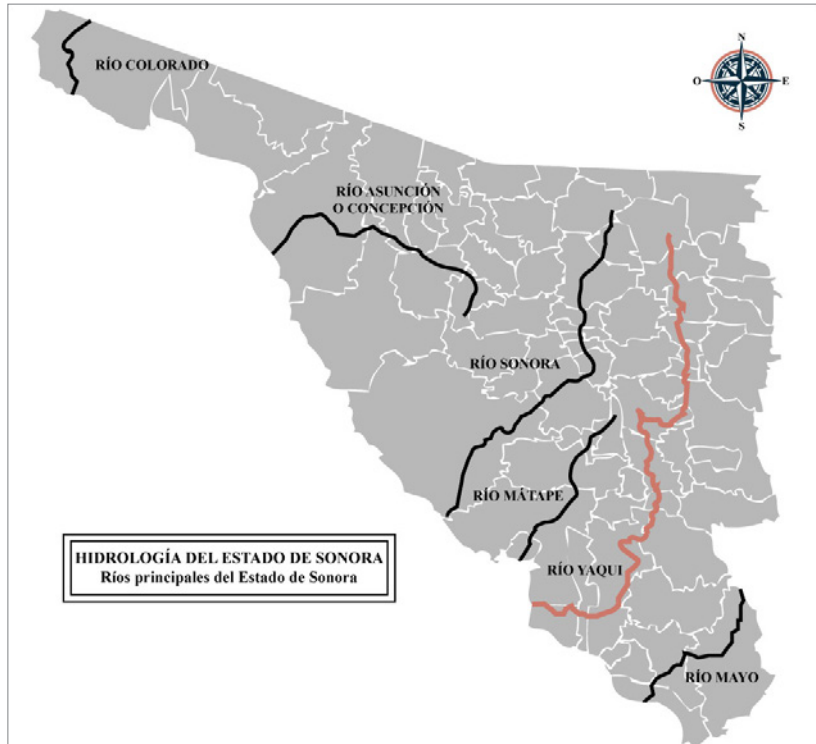 N
O
E
S
RÍO COLORADO
RÍO ASUNCIÓN
O CONCEPCIÓN
RÍO SONORA
RÍO MÁTAPE
HIDROLOGÍA DEL ESTADO DE SONORA
Ríos principales del Estado de Sonora
RÍO YAQUI
RÍO MAYO